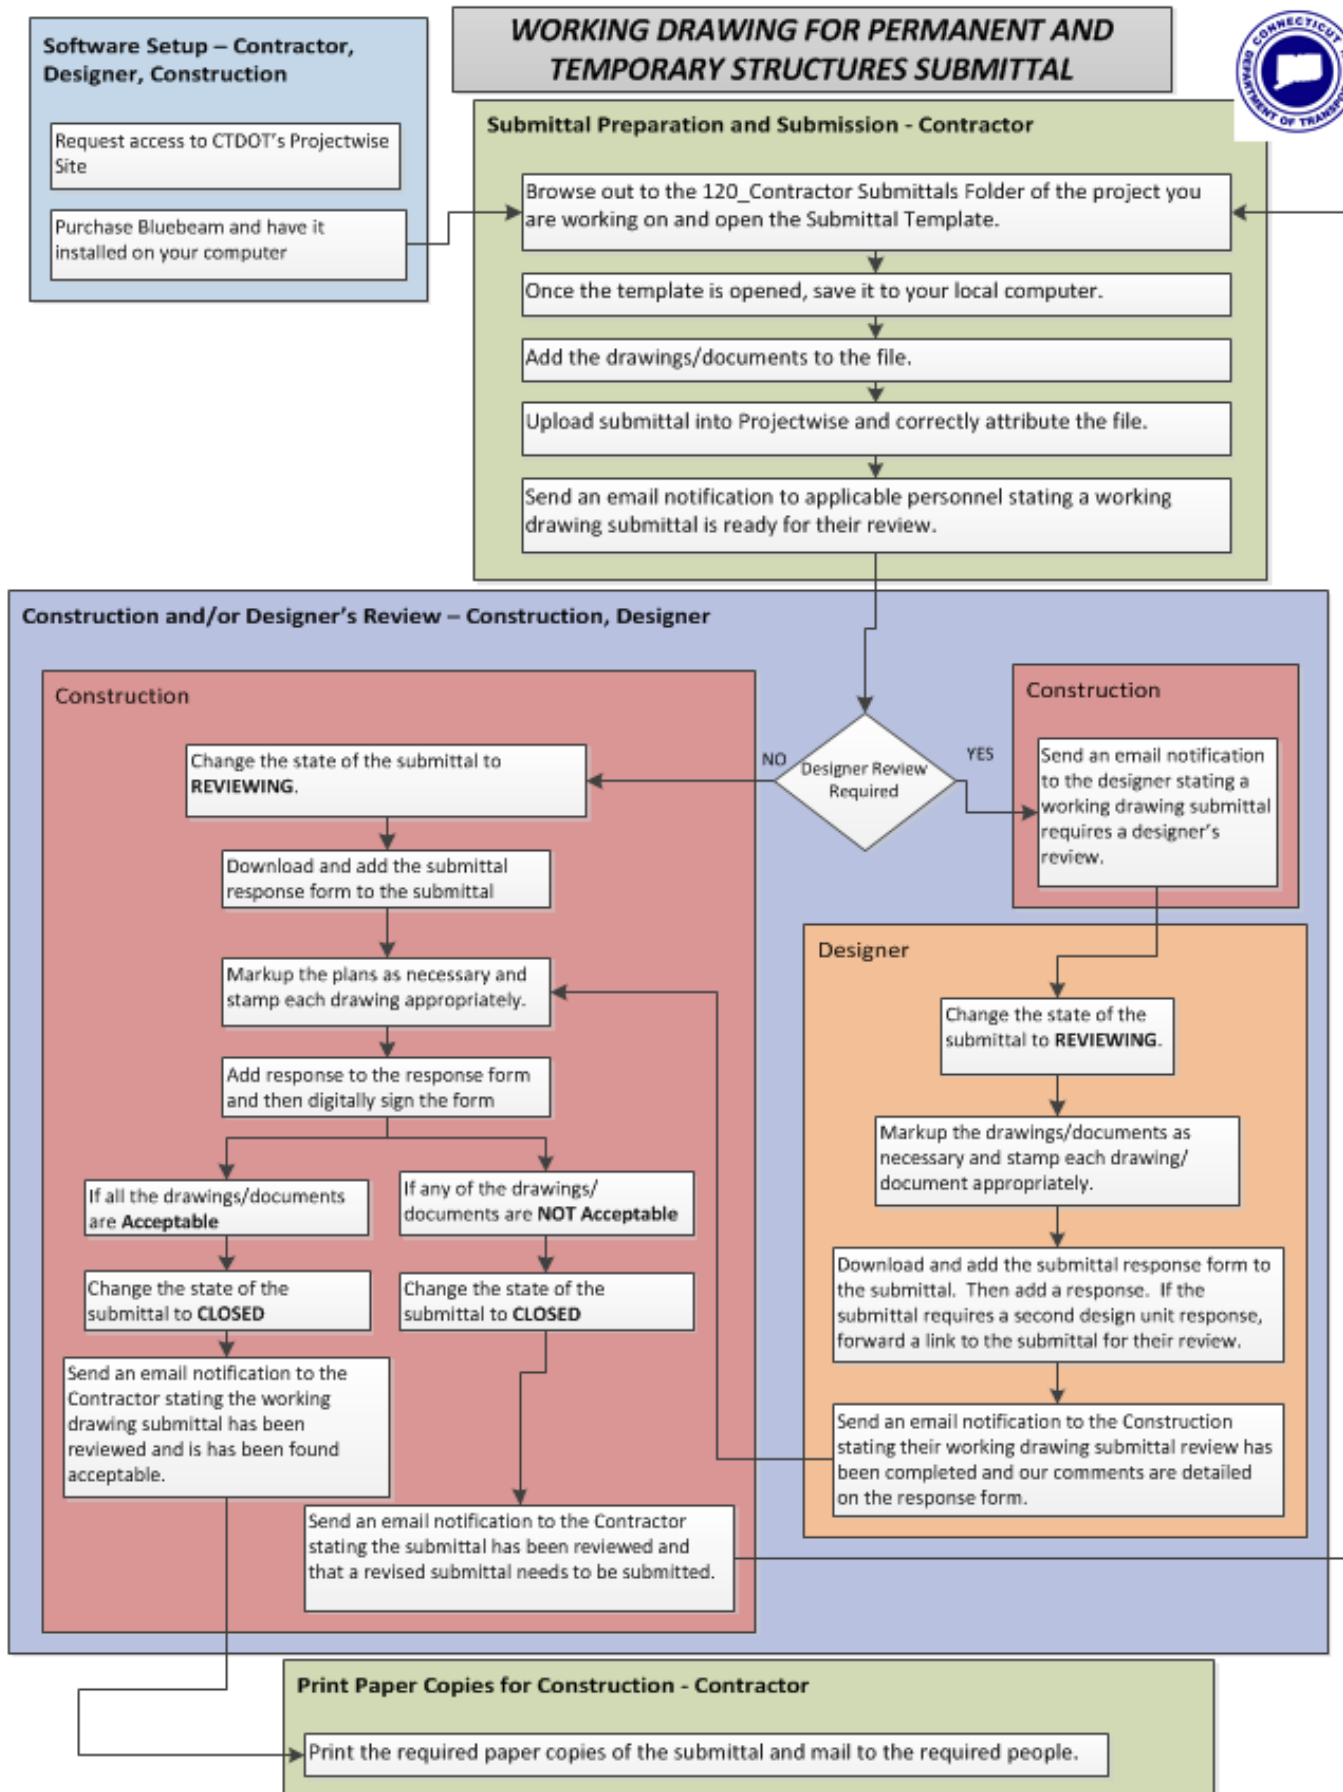 WORKING DRAWING FOR PERMANENT AND
TEMPORARY STRUCTURES SUBMITTAL
CONNECTICUT
DEPARTMENT OF TRANSPO
Software Setup – Contractor,
Designer, Construction
Request access to CTDOT's Projectwise
Site
Purchase Bluebeam and have it
installed on your computer
Submittal Preparation and Submission - Contractor
Browse out to the 120_Contractor Submittals Folder of the project you
are working on and open the Submittal Template.
Once the template is opened, save it to your local computer.
Add the drawings/documents to the file.
Upload submittal into Projectwise and correctly attribute the file.
Send an email notification to applicable personnel stating a working
drawing submittal is ready for their review.
Construction and/or Designer's Review – Construction, Designer
Designer Review
Required
NO
YES
Construction
Change the state of the submittal to
REVIEWING.
Download and add the submittal
response form to the submittal
Markup the plans as necessary and
stamp each drawing appropriately.
Add response to the response form
and then digitally sign the form
If all the drawings/documents
are Acceptable
Change the state of the
submittal to CLOSED
Send an email notification to the
Contractor stating the working
drawing submittal has been
reviewed and is has been found
acceptable.
If any of the drawings/
documents are NOT Acceptable
Change the state of the
submittal to CLOSED
Send an email notification to the Contractor
stating the submittal has been reviewed and
that a revised submittal needs to be submitted.
Construction
Send an email notification
to the designer stating a
working drawing submittal
requires a designer's
review.
Designer
Change the state of the
submittal to REVIEWING.
Markup the drawings/documents as
necessary and stamp each drawing/
document appropriately.
Download and add the submittal response form to
the submittal.  Then add a response.  If the
submittal requires a second design unit response,
forward a link to the submittal for their review.
Send an email notification to the Construction
stating their working drawing submittal review has
been completed and our comments are detailed
on the response form.
Print Paper Copies for Construction - Contractor
Print the required paper copies of the submittal and mail to the required people.